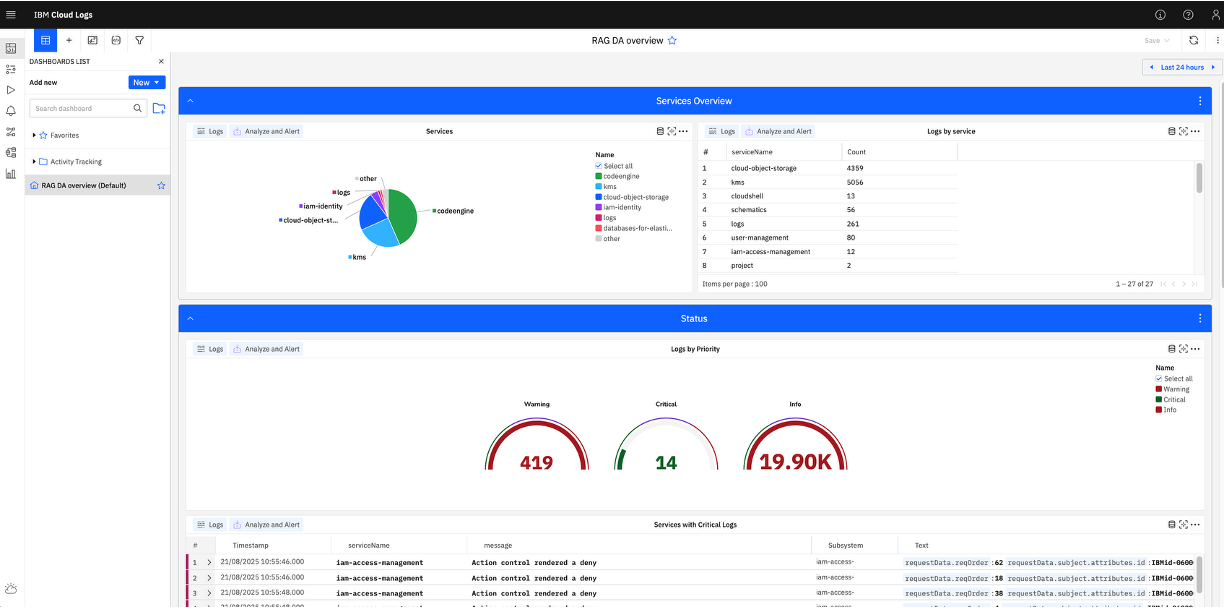 IBM Cloud Logs
RAG DA overview
Save
DASHBOARDS LIST
Last 24 hours
Add new
New
Search dashboard
Favorites
Activity Tracking
RAG DA overview (Default)
Services Overview
Logs
Analyze and Alert
Services
other
logs
iam-identity
cloud-object-st...
codeengine
kms
Name
Select all
codeengine
kms
cloud-object-storage
iam-identity
logs
databases-for-elasti...
other
Logs
Analyze and Alert
Logs by service
# serviceName Count
1 cloud-object-storage 4359
2 kms 5056
3 cloudshell 13
4 schematics 56
5 logs 261
6 user-management 80
7 iam-access-management 12
8 project 2
Items per page : 100
1 – 27 of 27
Status
Logs
Analyze and Alert
Logs by Priority
Name
Select all
Warning
Critical
Info
Warning
419
Critical
14
Info
19.90K
Logs
Analyze and Alert
Services with Critical Logs
# Timestamp serviceName message Subsystem Text
1 21/08/2025 10:55:46.000 iam-access-management Action control rendered a deny iam-access- requestData.reqOrder :62 requestData.subject.attributes.id :IBMid-0600
2 21/08/2025 10:55:46.000 iam-access-management Action control rendered a deny iam-access- requestData.reqOrder :18 requestData.subject.attributes.id :IBMid-0600
3 21/08/2025 10:55:48.000 iam-access-management Action control rendered a deny iam-access- requestData.reqOrder :38 requestData.subject.attributes.id :IBMid-0600